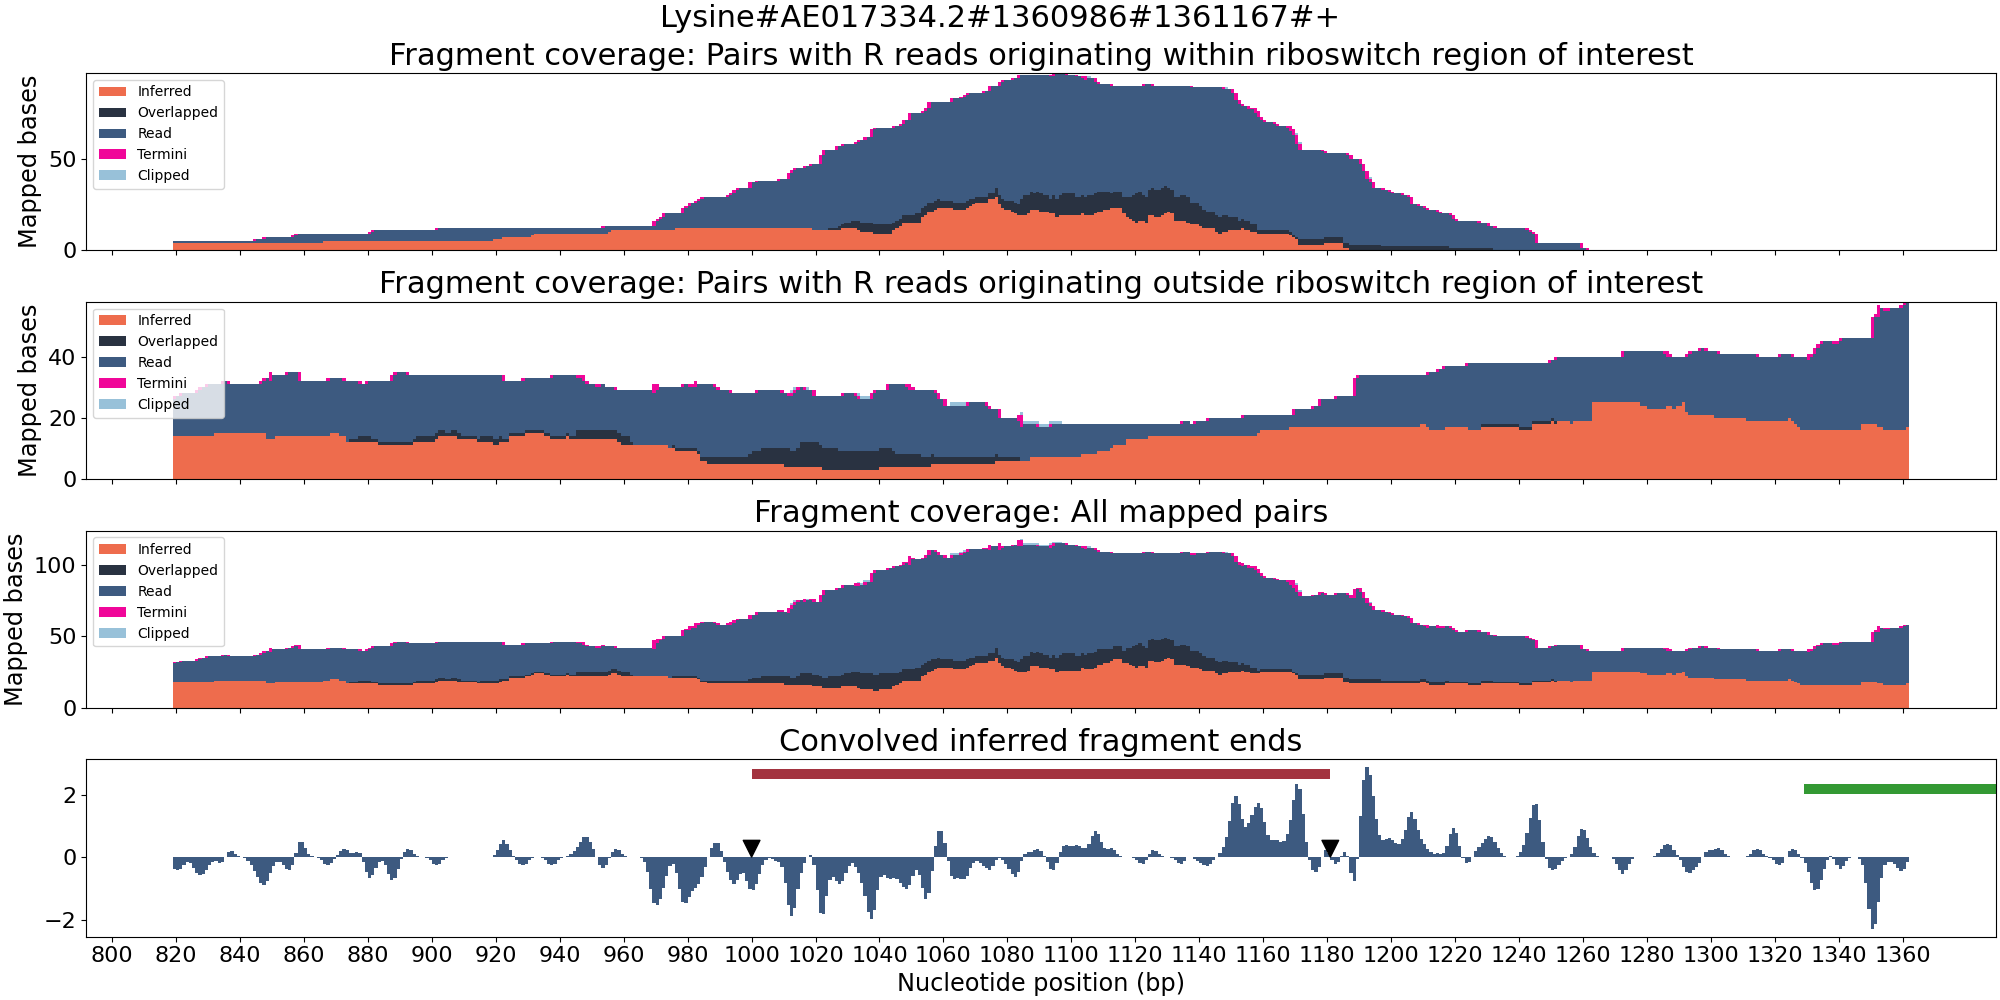 Lysine#AE017334.2#1360986#1361167#+
Fragment coverage: Pairs with R reads originating within riboswitch region of interest
Mapped bases
50
0
Inferred
Overlapped
Read
Termini
Clipped
Fragment coverage: Pairs with R reads originating outside riboswitch region of interest
Mapped bases
40
20
0
Inferred
Overlapped
Read
Termini
Clipped
Fragment coverage: All mapped pairs
Mapped bases
100
50
0
Inferred
Overlapped
Read
Termini
Clipped
Convolved inferred fragment ends
2
0
−2
800 820 840 860 880 900 920 940 960 980 1000 1020 1040 1060 1080 1100 1120 1140 1160 1180 1200 1220 1240 1260 1280 1300 1320 1340 1360
Nucleotide position (bp)